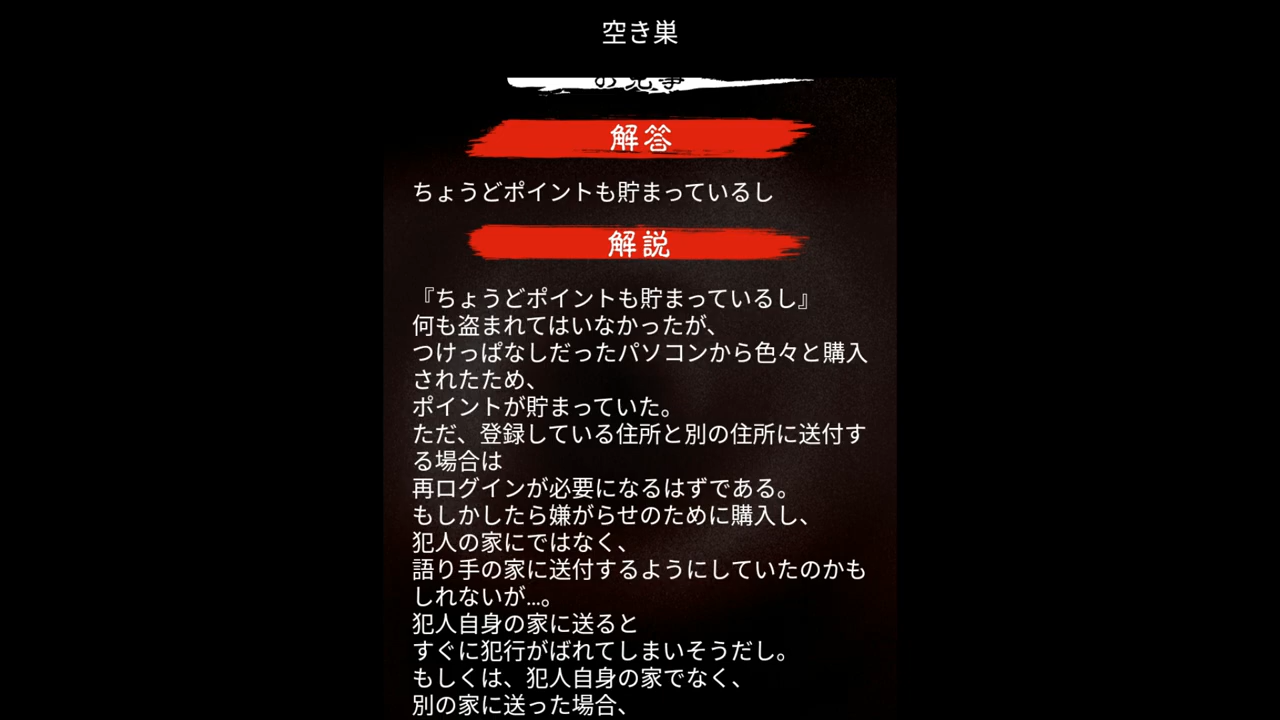 空き巣
お見事
解答
ちょうどポイントも貯まっているし
解説
『ちょうどポイントも貯まっているし』
何も盗まれてはいなかったが、
つけっぱなしだったパソコンから色々と購入
されたため、
ポイントが貯まっていた。
ただ、登録している住所と別の住所に送付す
る場合は
再ログインが必要になるはずである。
もしかしたら嫌がらせのために購入し、
犯人の家にではなく、
語り手の家に送付するようにしていたのかも
しれないが…。
犯人自身の家に送ると
すぐに犯行がばれてしまいそうだし。
もしくは、犯人自身の家でなく、
別の家に送った場合、